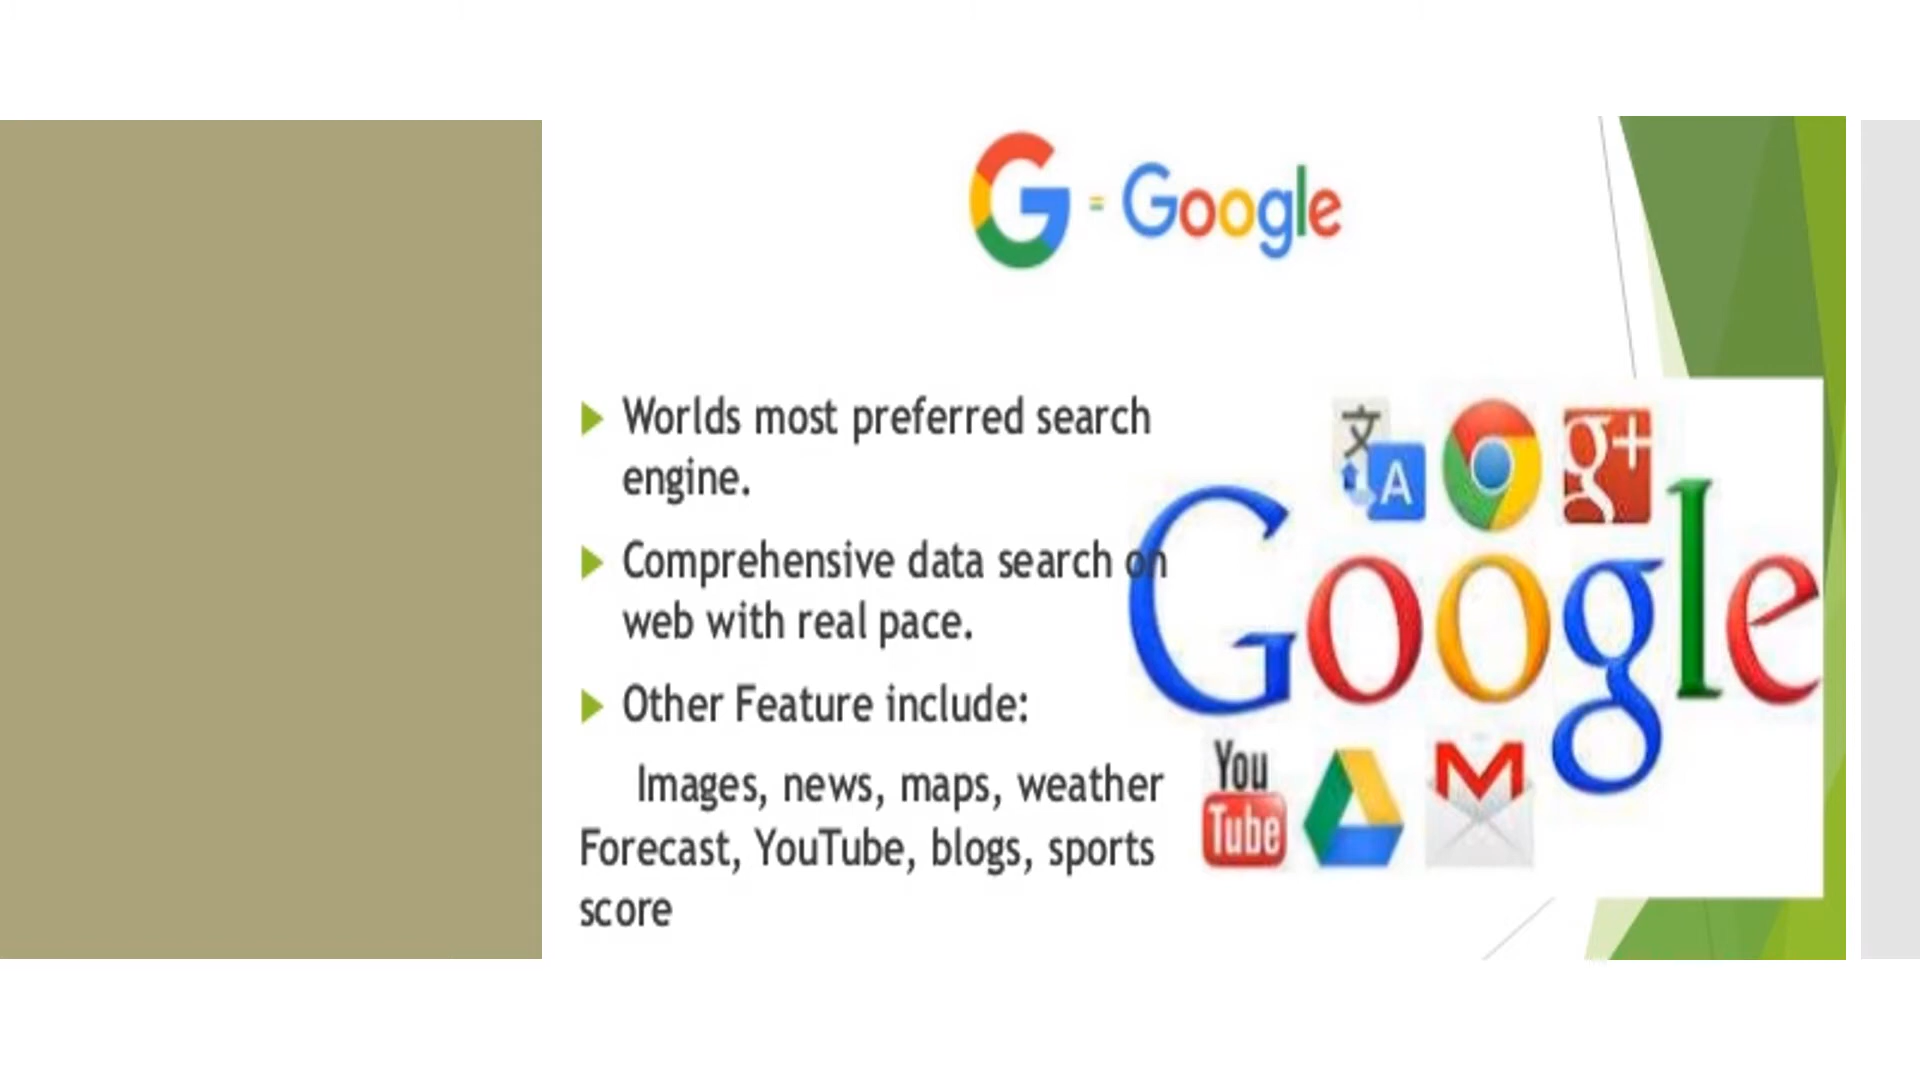 G = Google
Worlds most preferred search
engine.
Comprehensive data search on
web with real pace.
Other Feature include:
Images, news, maps, weather
Forecast, YouTube, blogs, sports
score
文 A
g+
Google
You
Tube
M